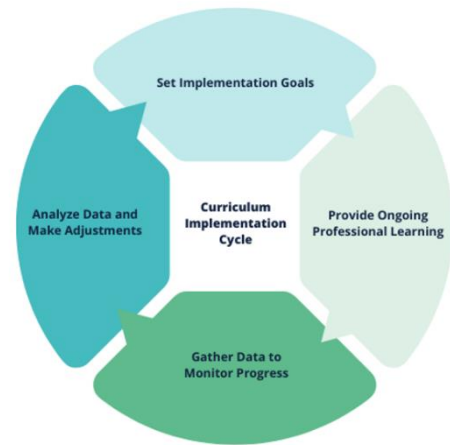 Set Implementation Goals
Analyze Data and
Make Adjustments
Curriculum
Implementation
Cycle
Provide Ongoing
Professional Learning
Gather Data to
Monitor Progress